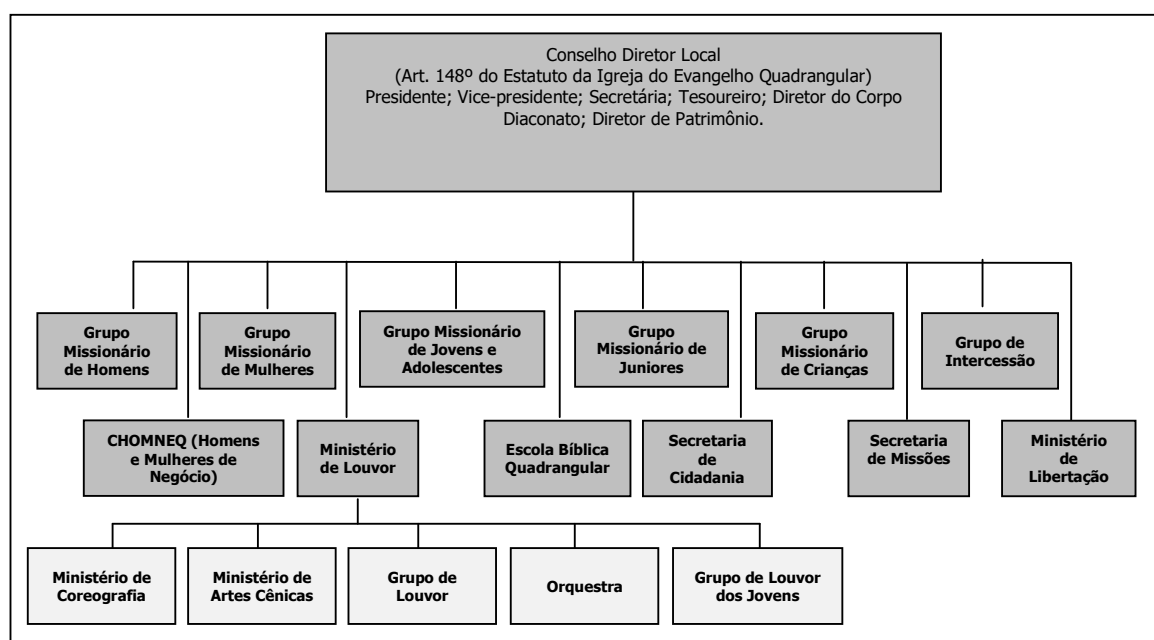 Conselho Diretor Local
(Art. 148º do Estatuto da Igreja do Evangelho Quadrangular)
Presidente; Vice-presidente; Secretária; Tesoureiro; Diretor do Corpo
Diaconato; Diretor de Patrimônio.
Grupo
Missionário
de Homens
Grupo
Missionário
de Mulheres
Grupo Missionário
de Jovens e
Adolescentes
Grupo
Missionário de
Juniores
Grupo
Missionário
de Crianças
Grupo de
Intercessão
CHOMNEQ (Homens
e Mulheres de
Negócio)
Ministério
de Louvor
Escola Bíblica
Quadrangular
Secretaria
de
Cidadania
Secretaria
de Missões
Ministério
de
Libertação
Ministério de
Coreografia
Ministério de
Artes Cênicas
Grupo de
Louvor
Orquestra
Grupo de Louvor
dos Jovens